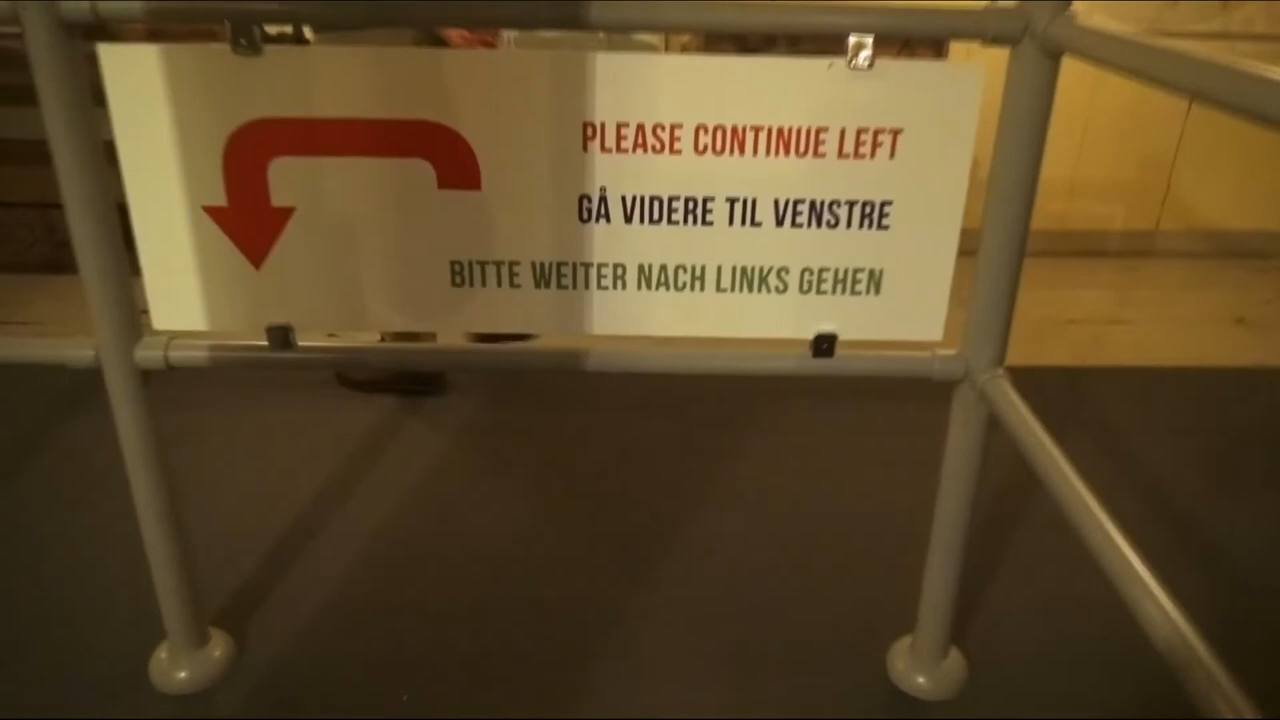 PLEASE CONTINUE LEFT
GÅ VIDERE TIL VENSTRE
BITTE WEITER NACH LINKS GEHEN